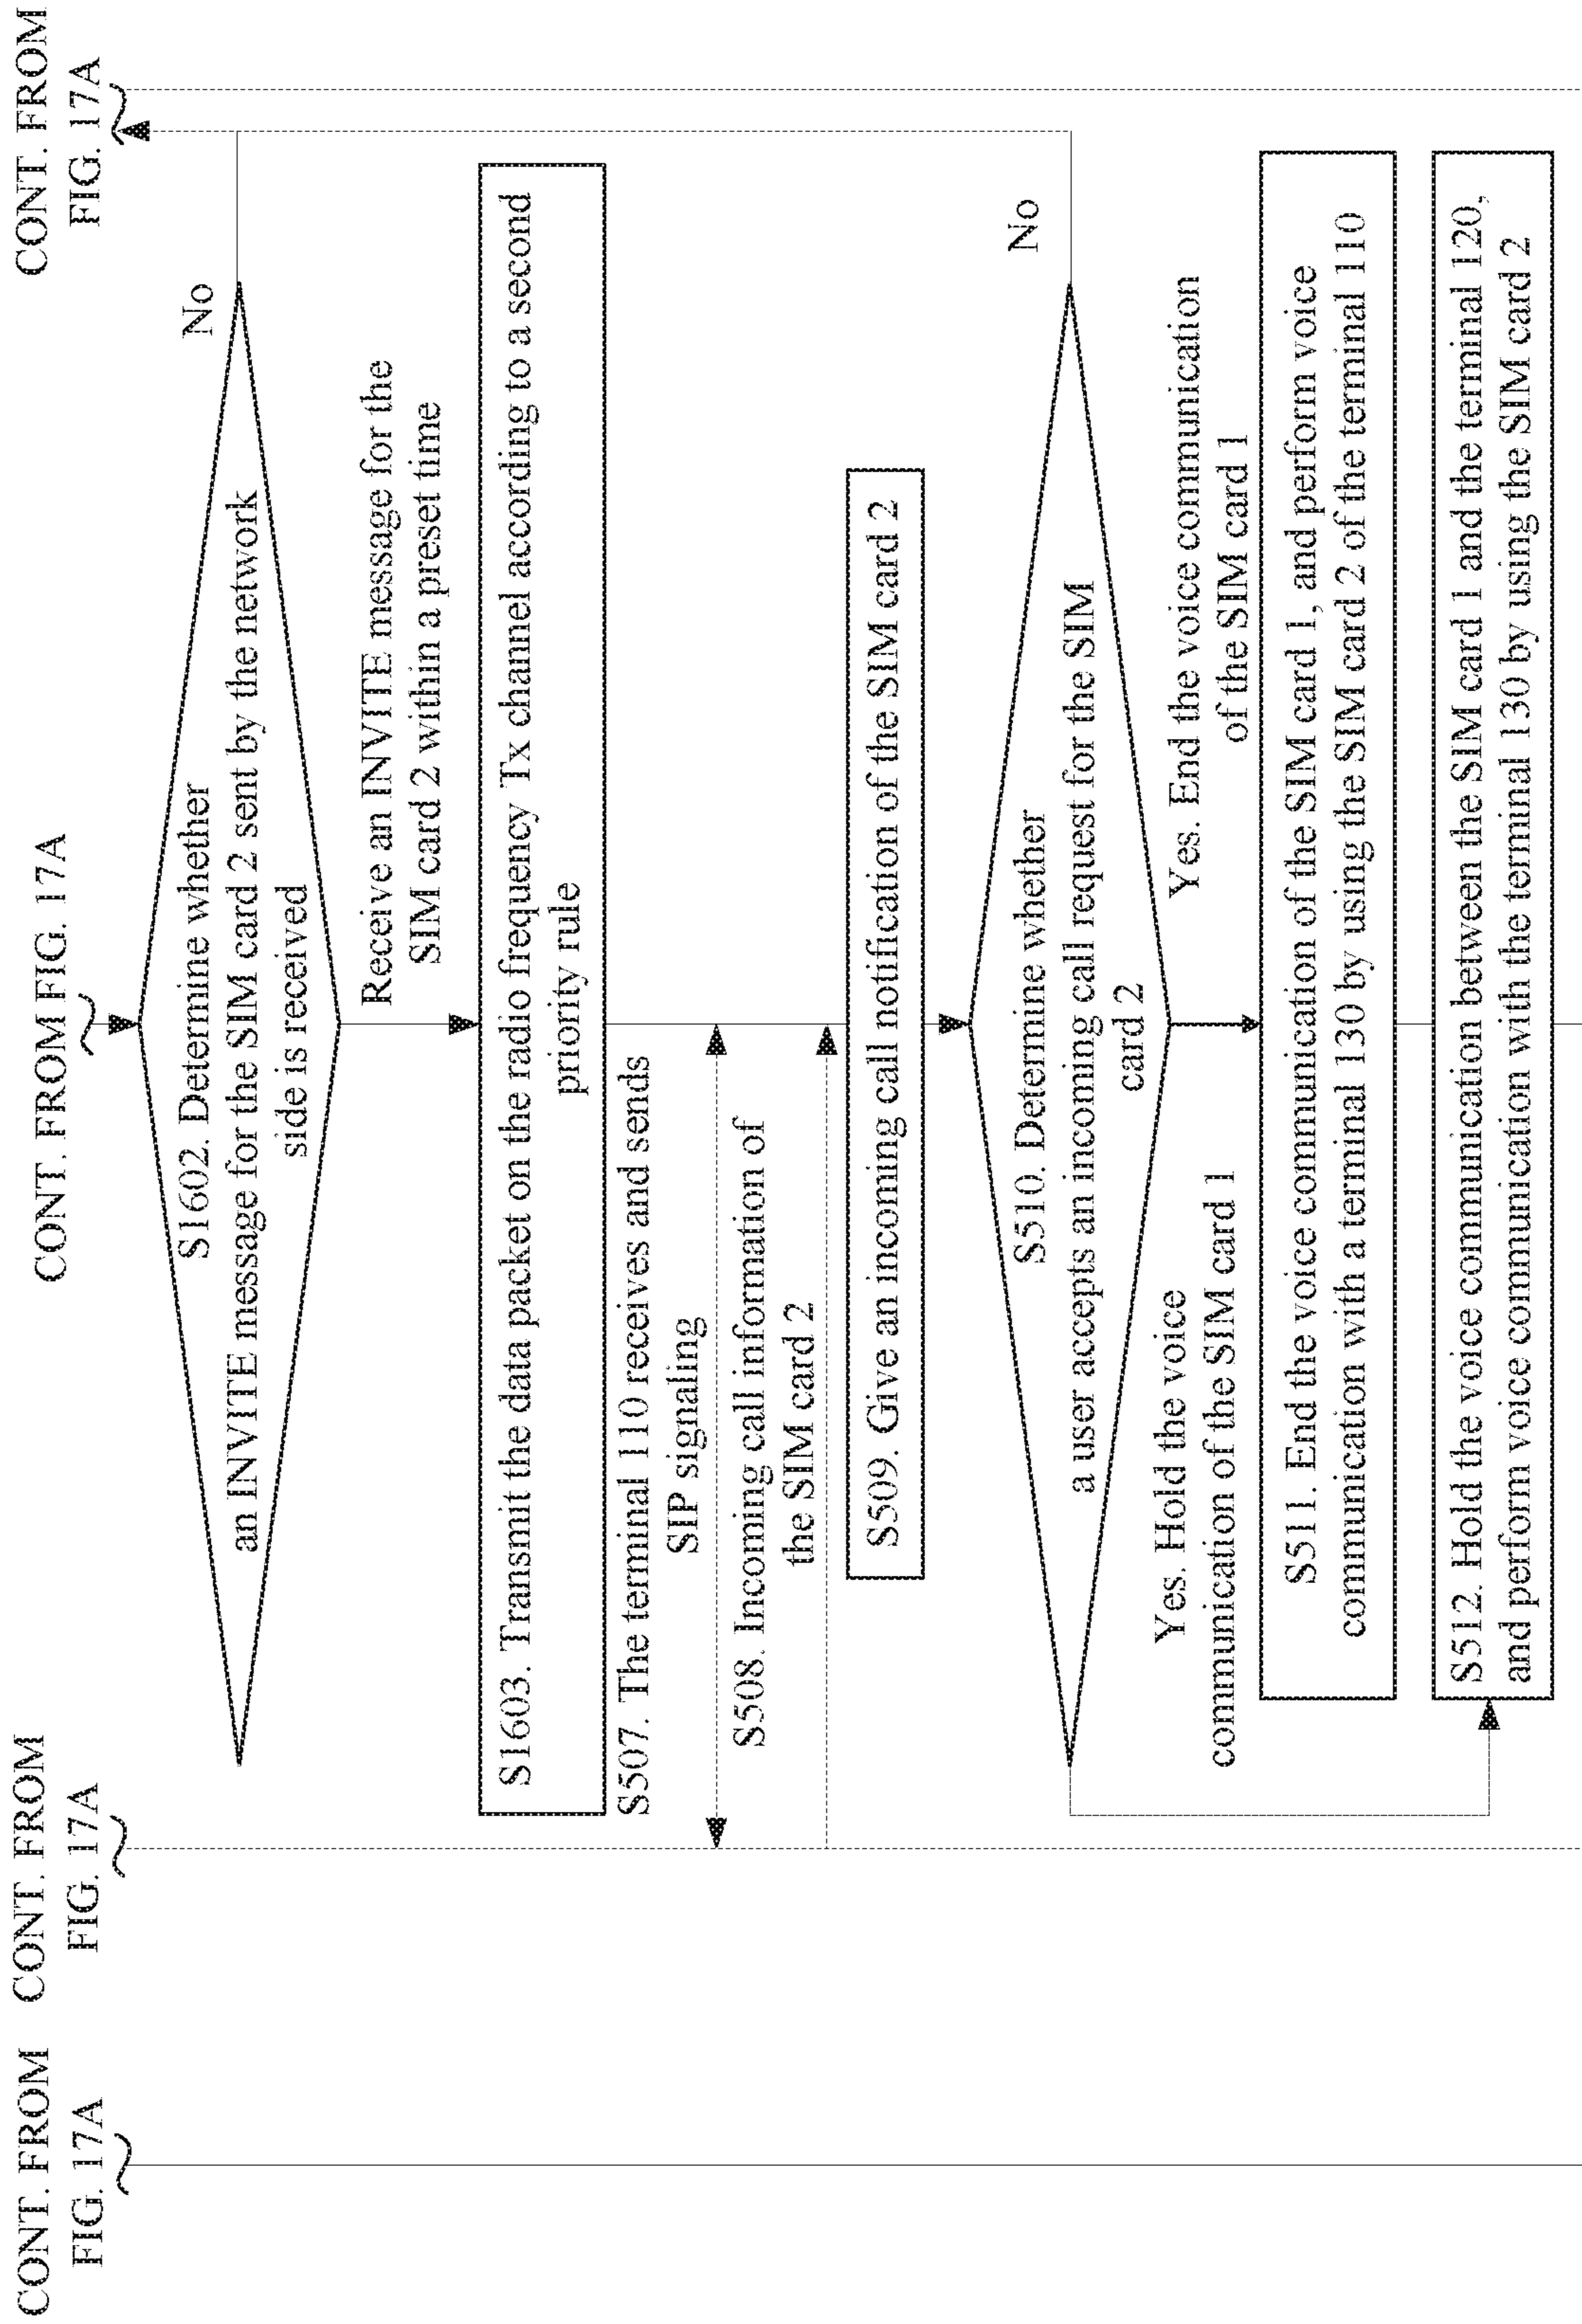 CONT. FROM
FIG. 17A
CONT. FROM
FIG. 17A
CONT. FROM FIG. 17A
CONT. FROM
FIG. 17A
S1602. Determine whether
an INVITE message for the SIM card 2 sent by the network
side is received
No
Receive an INVITE message for the
SIM card 2 within a preset time
S1603. Transmit the data packet on the radio frequency Tx channel according to a second
priority rule
S507. The terminal 110 receives and sends
SIP signaling
S508. Incoming call information of
the SIM card 2
S509. Give an incoming call notification of the SIM card 2
S510. Determine whether
a user accepts an incoming call request for the SIM
card 2
No
Yes. Hold the voice
communication of the SIM card 1
Yes. End the voice communication
of the SIM card 1
S511. End the voice communication of the SIM card 1, and perform voice
communication with a terminal 130 by using the SIM card 2 of the terminal 110
S512. Hold the voice communication between the SIM card 1 and the terminal 120,
and perform voice communication with the terminal 130 by using the SIM card 2